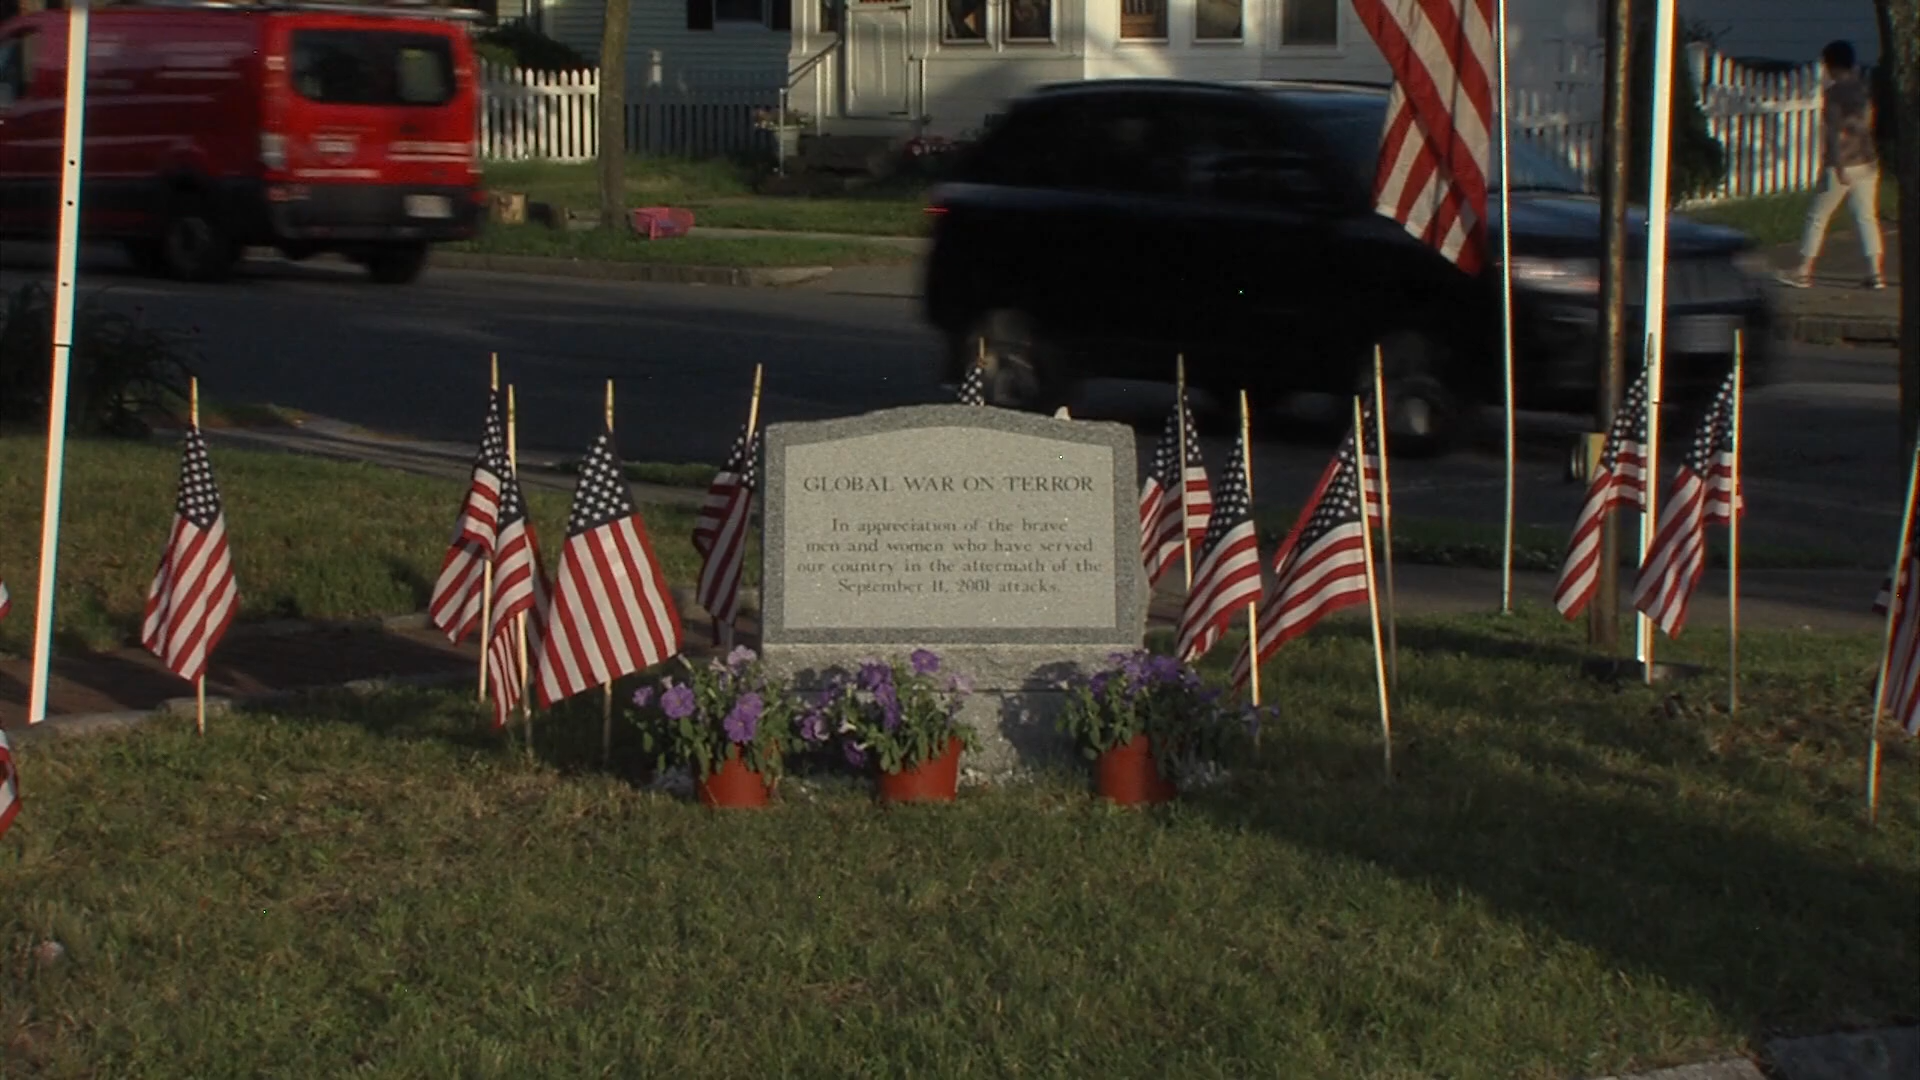 GLOBAL WAR ON TERROR
In appreciation of the brave
men and women who have served
our country in the aftermath of the
September 11, 2001 attacks.